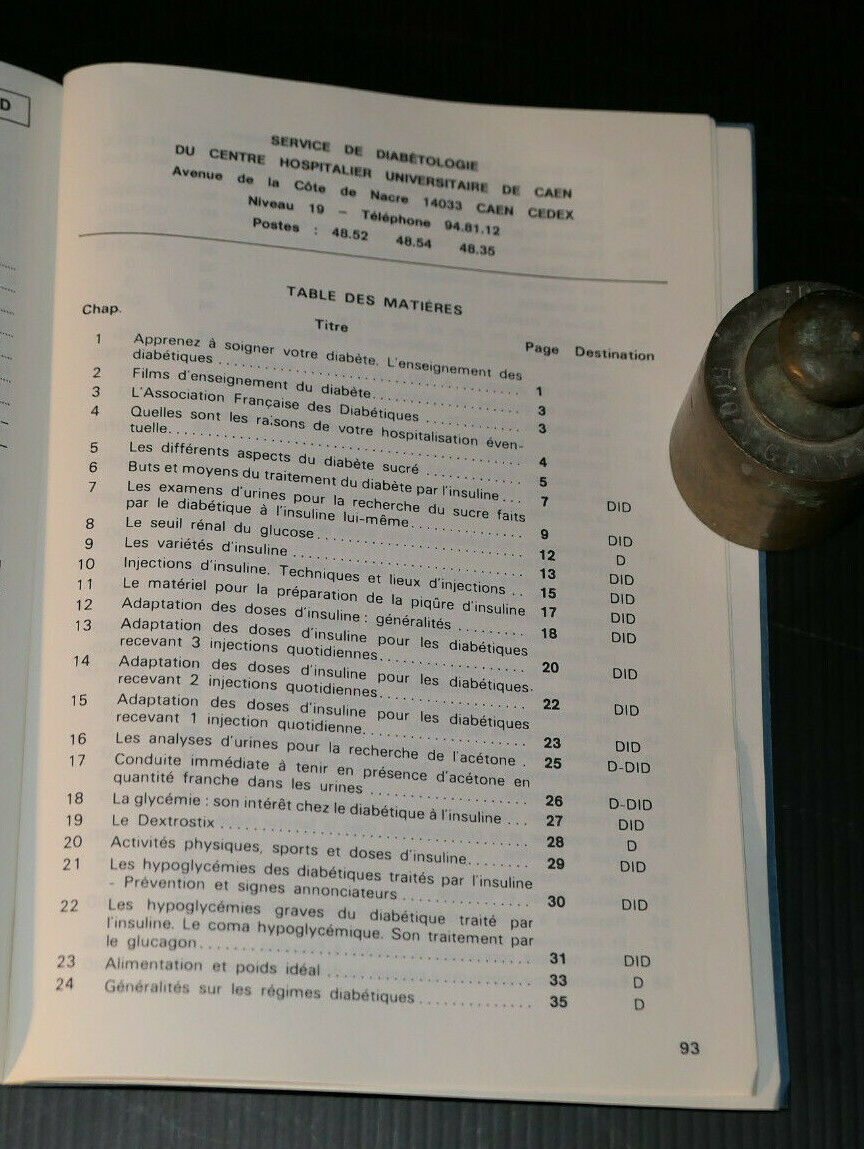 D
SERVICE DE DIABÉTOLOGIE
DU CENTRE HOSPITALIER UNIVERSITAIRE DE CAEN
Avenue de la Côte de Nacre 14033 CAEN CEDEX
Niveau 19 – Téléphone 94.81.12
Postes : 48.52 48.54 48.35
TABLE DES MATIÈRES
Chap. Titre Page Destination
1 Apprenez à soigner votre diabète. L'enseignement des
diabétiques 1
2 Films d'enseignement du diabète 3
3 L'Association Française des Diabétiques 3
4 Quelles sont les raisons de votre hospitalisation éven-
tuelle 4
5 Les différents aspects du diabète sucré 5
6 Buts et moyens du traitement du diabète par l'insuline 7 DID
7 Les examens d'urines pour la recherche du sucre faits
par le diabétique à l'insuline lui-même 9 DID
8 Le seuil rénal du glucose 12 D
9 Les variétés d'insuline 13 DID
10 Injections d'insuline. Techniques et lieux d'injections 15 DID
11 Le matériel pour la préparation de la piqûre d'insuline 17 DID
12 Adaptation des doses d'insuline : généralités 18 DID
13 Adaptation des doses d'insuline pour les diabétiques
recevant 3 injections quotidiennes 20 DID
14 Adaptation des doses d'insuline pour les diabétiques
recevant 2 injections quotidiennes 22 DID
15 Adaptation des doses d'insuline pour les diabétiques
recevant 1 injection quotidienne 23 DID
16 Les analyses d'urines pour la recherche de l'acétone 25 D-DID
17 Conduite immédiate à tenir en présence d'acétone en
quantité franche dans les urines 26 D-DID
18 La glycémie : son intérêt chez le diabétique à l'insuline 27 DID
19 Le Dextrostix 28 D
20 Activités physiques, sports et doses d'insuline 29 DID
21 Les hypoglycémies des diabétiques traités par l'insuline
- Prévention et signes annonciateurs 30 DID
22 Les hypoglycémies graves du diabétique traité par
l'insuline. Le coma hypoglycémique. Son traitement par
le glucagon 31 DID
23 Alimentation et poids idéal 33 D
24 Généralités sur les régimes diabétiques 35 D
93
500